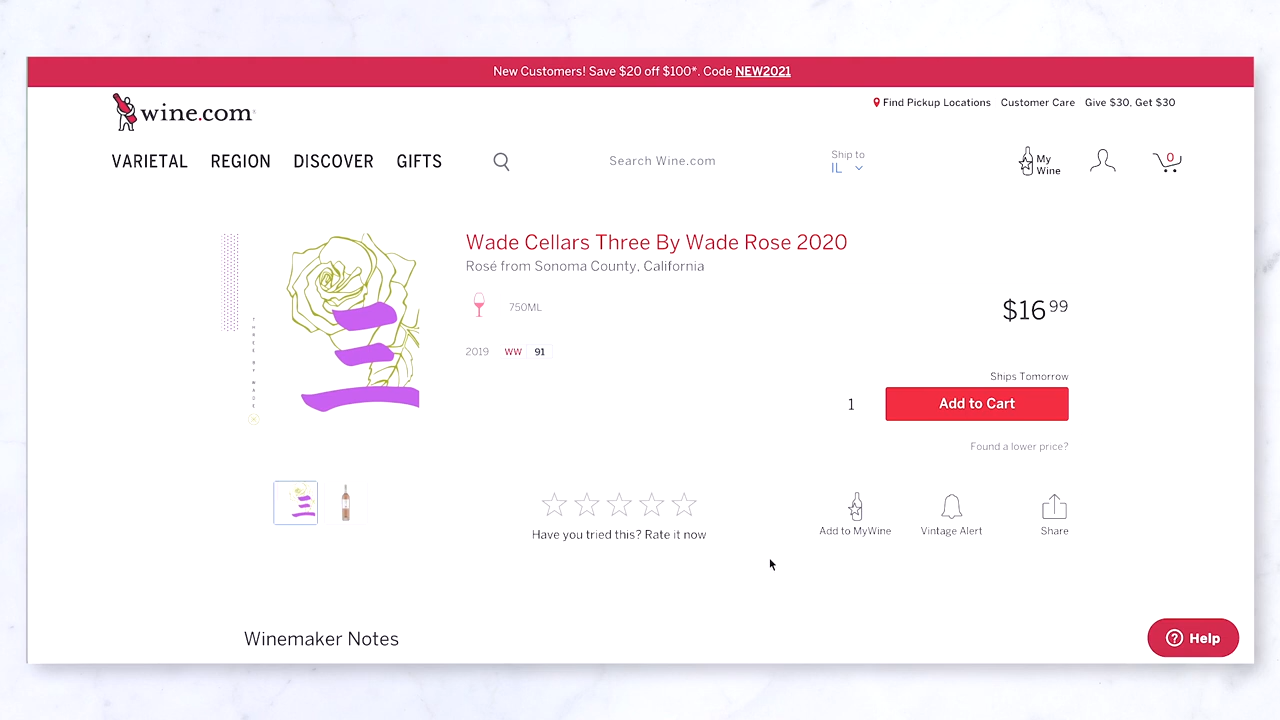 New Customers! Save $20 off $100*. Code NEW2021
wine.com
Find Pickup Locations
Customer Care
Give $30, Get $30
VARIETAL
REGION
DISCOVER
GIFTS
Search Wine.com
Ship to
IL
My
Wine
0
THREE BY WADE
Wade Cellars Three By Wade Rose 2020
Rosé from Sonoma County, California
750ML
$16 99
2019 WW 91
Ships Tomorrow
1
Add to Cart
Found a lower price?
Have you tried this? Rate it now
Add to MyWine
Vintage Alert
Share
Winemaker Notes
Help